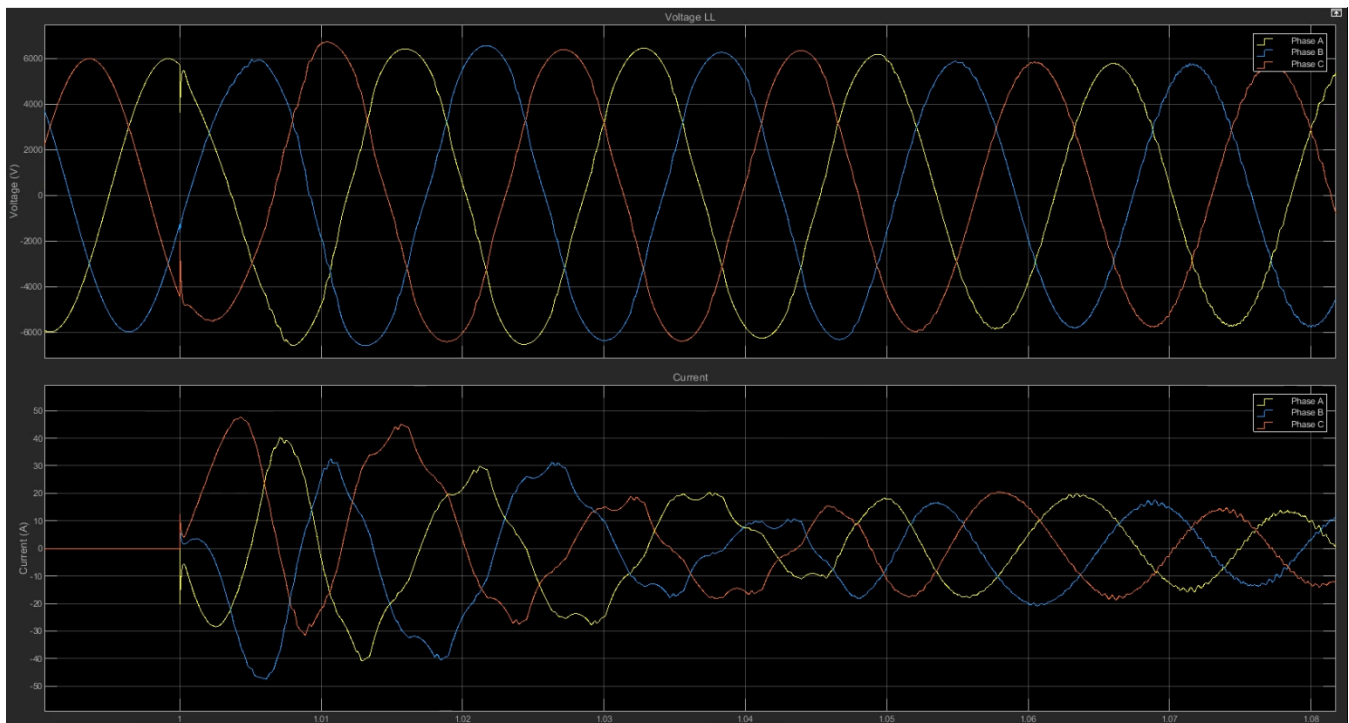 Voltage LL
Phase A
Phase B
Phase C
6000
4000
2000
0
-2000
-4000
-6000
Voltage (V)
Current
Phase A
Phase B
Phase C
50
40
30
20
10
0
-10
-20
-30
-40
-50
Current (A)
1 1.01 1.02 1.03 1.04 1.05 1.06 1.07 1.08